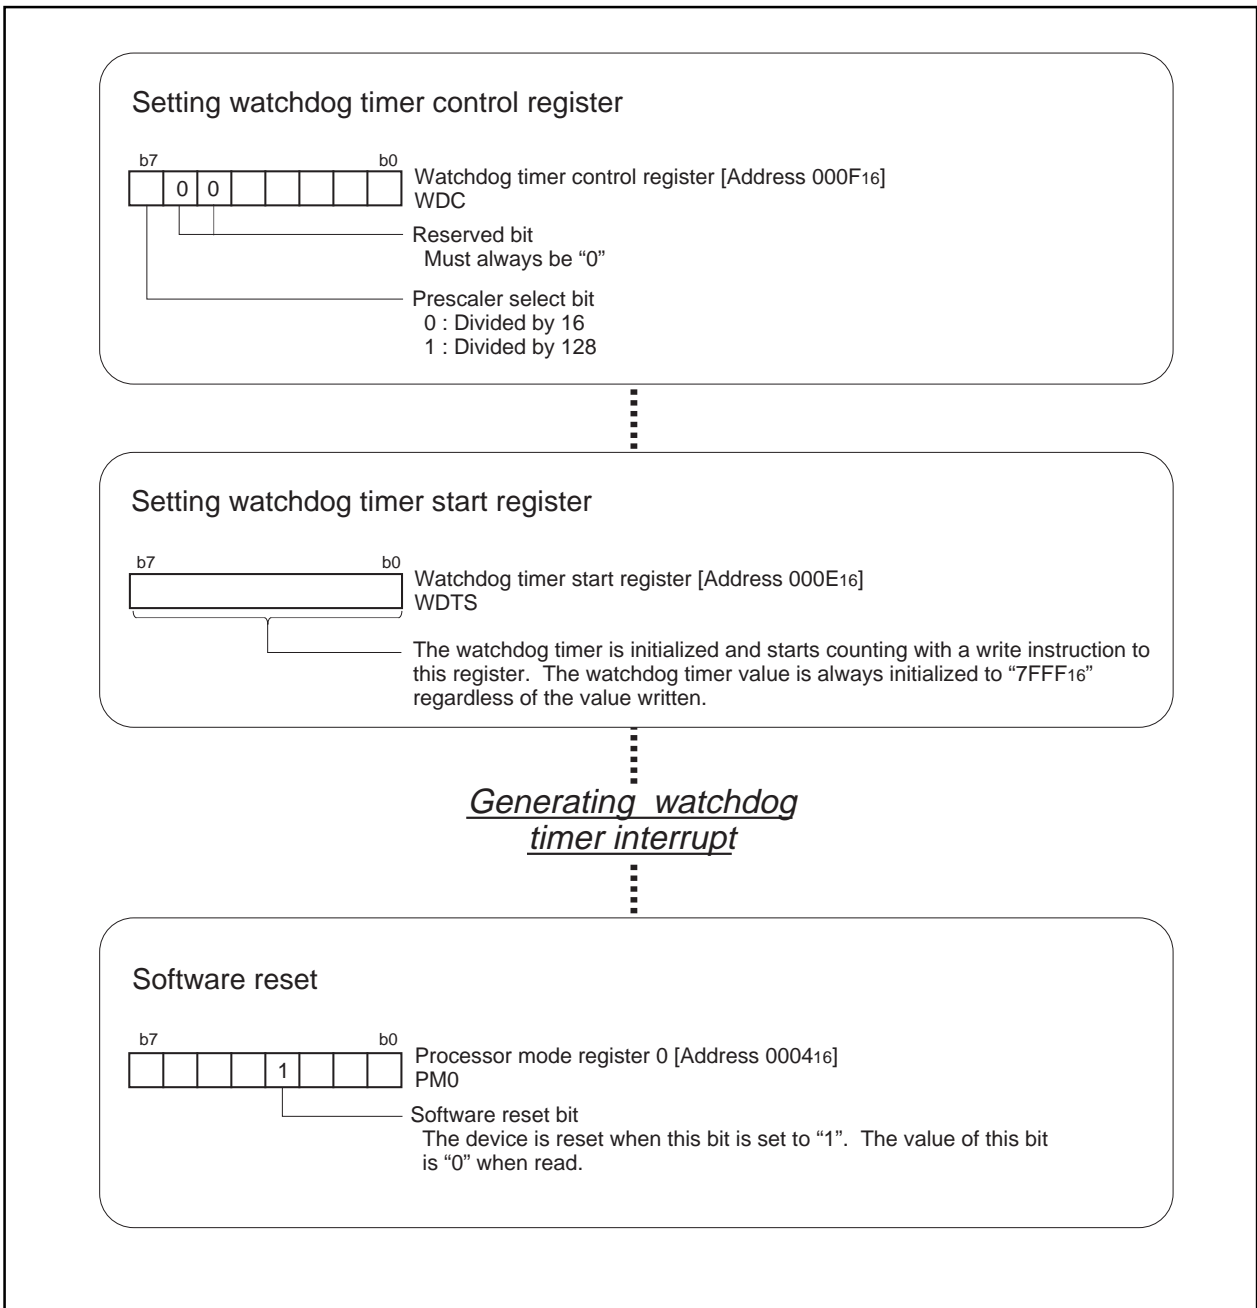 Setting watchdog timer control register
b7 b0
0 0
Watchdog timer control register [Address 000F16]
WDC
Reserved bit
Must always be “0”
Prescaler select bit
0 : Divided by 16
1 : Divided by 128
Setting watchdog timer start register
b7 b0
Watchdog timer start register [Address 000E16]
WDTS
The watchdog timer is initialized and starts counting with a write instruction to
this register.  The watchdog timer value is always initialized to “7FFF16”
regardless of the value written.
Generating watchdog
timer interrupt
Software reset
b7 b0
1
Processor mode register 0 [Address 000416]
PM0
Software reset bit
The device is reset when this bit is set to “1”.  The value of this bit
is “0” when read.